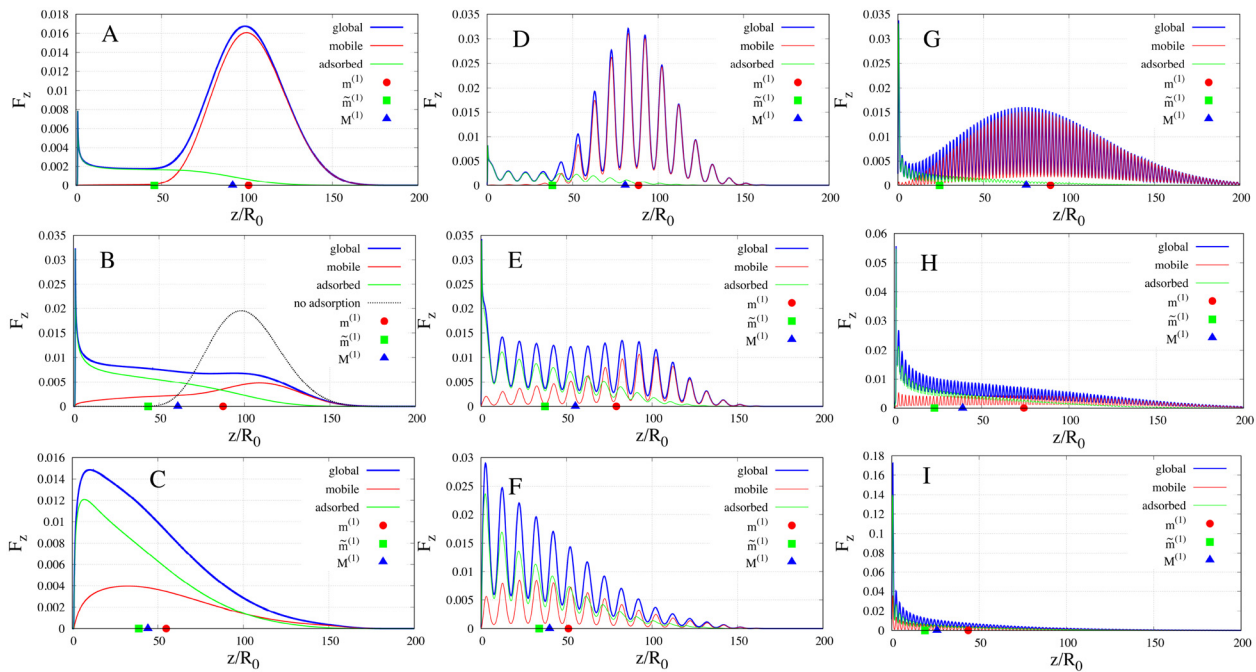 A
0.018
0.016
0.014
0.012
0.01
0.008
0.006
0.004
0.002
0
F_z
global
mobile
adsorbed
m^(1)
m̃^(1)
M^(1)
0 50 100 150 200
z/R_0
D
0.035
0.03
0.025
0.02
0.015
0.01
0.005
0
F_z
global
mobile
adsorbed
m^(1)
m̃^(1)
M^(1)
0 50 100 150 200
z/R_0
G
0.035
0.03
0.025
0.02
0.015
0.01
0.005
0
F_z
global
mobile
adsorbed
m^(1)
m̃^(1)
M^(1)
0 50 100 150 200
z/R_0
B
0.035
0.03
0.025
0.02
0.015
0.01
0.005
0
F_z
global
mobile
adsorbed
no adsorption
m^(1)
m̃^(1)
M^(1)
0 50 100 150 200
z/R_0
E
0.035
0.03
0.025
0.02
0.015
0.01
0.005
0
F_z
global
mobile
adsorbed
m^(1)
m̃^(1)
M^(1)
0 50 100 150 200
z/R_0
H
0.06
0.05
0.04
0.03
0.02
0.01
0
F_z
global
mobile
adsorbed
m^(1)
m̃^(1)
M^(1)
0 50 100 150 200
z/R_0
C
0.016
0.014
0.012
0.01
0.008
0.006
0.004
0.002
0
F_z
global
mobile
adsorbed
m^(1)
m̃^(1)
M^(1)
0 50 100 150 200
z/R_0
F
0.03
0.025
0.02
0.015
0.01
0.005
0
F_z
global
mobile
adsorbed
m^(1)
m̃^(1)
M^(1)
0 50 100 150 200
z/R_0
I
0.18
0.16
0.14
0.12
0.1
0.08
0.06
0.04
0.02
0
F_z
global
mobile
adsorbed
m^(1)
m̃^(1)
M^(1)
0 50 100 150 200
z/R_0